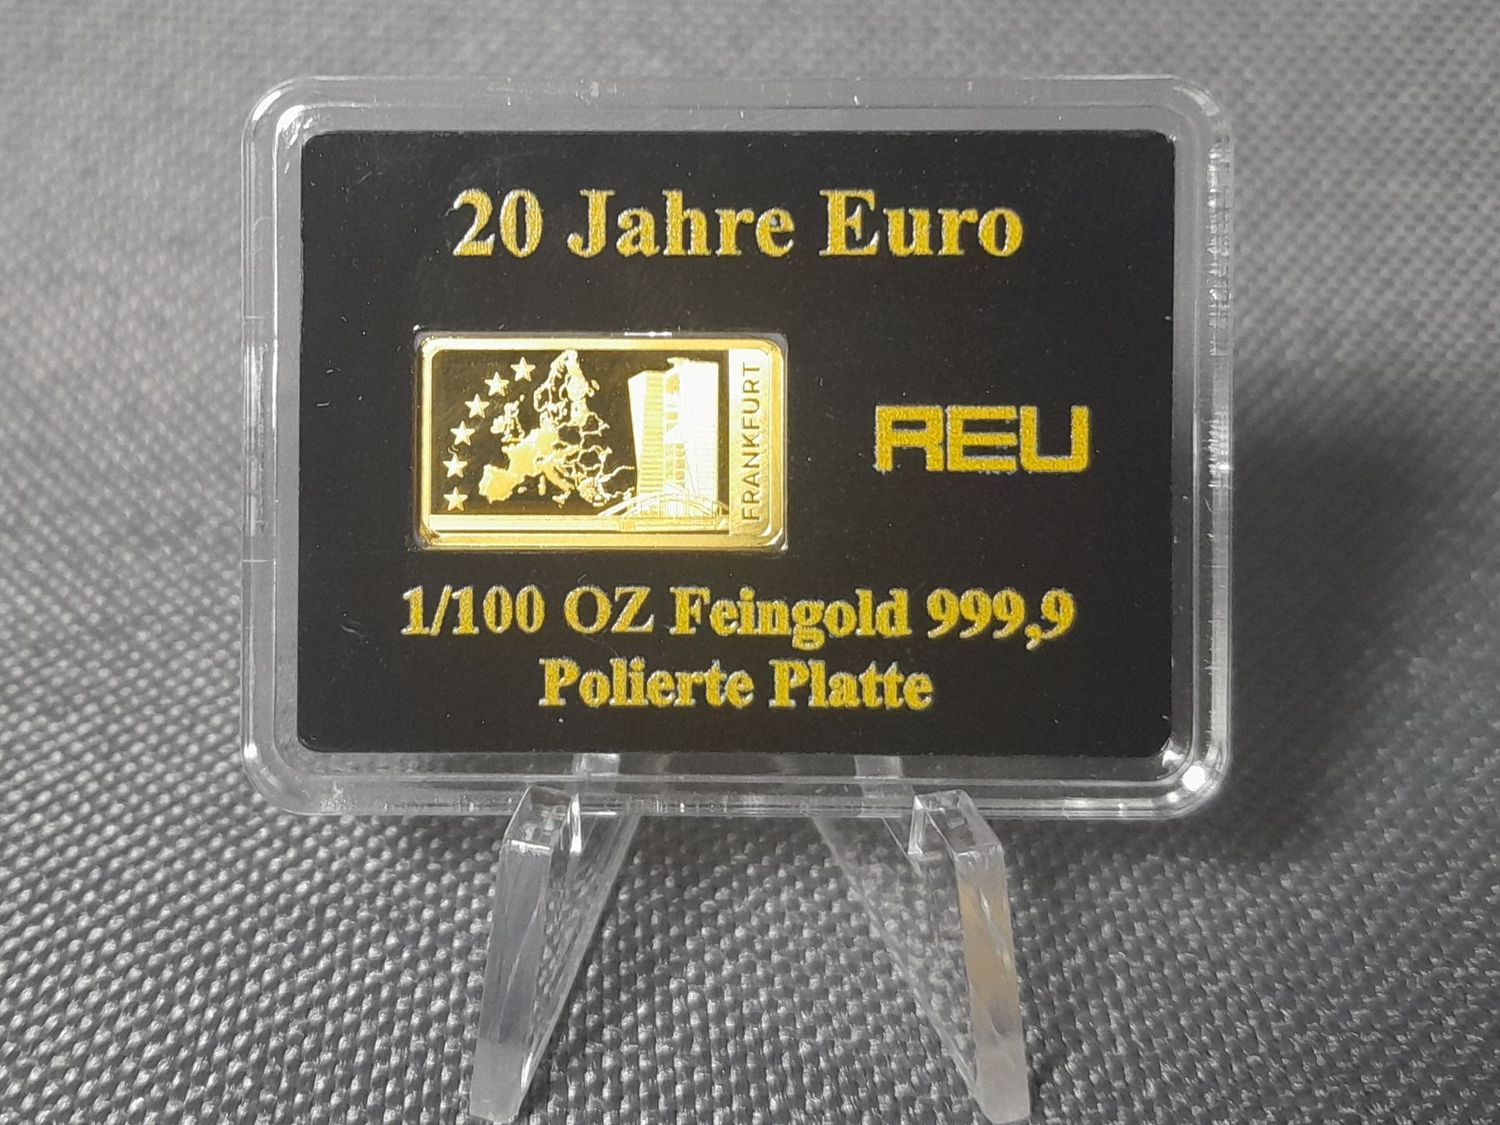 20 Jahre Euro
FRANKFURT
REU
1/100 OZ Feingold 999,9
Polierte Platte